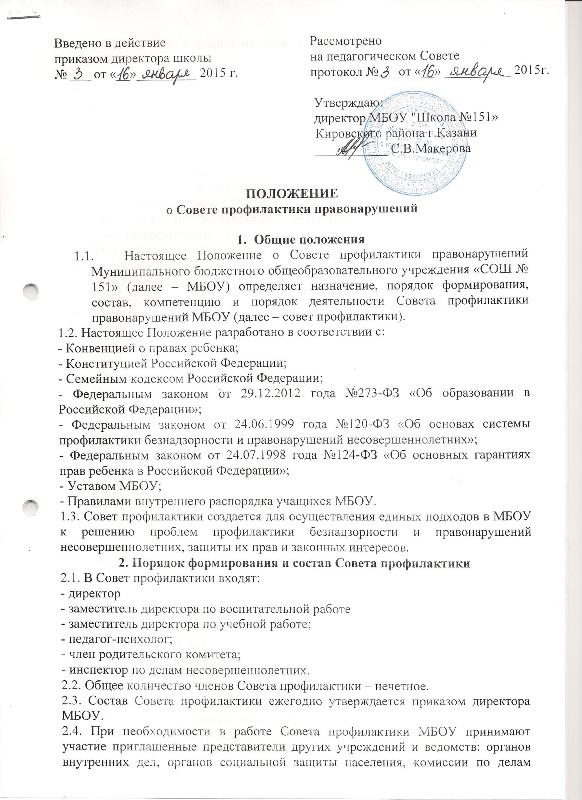 Введено в действие
приказом директора школы
№ 3 от «16» января 2015 г.
Рассмотрено
на педагогическом Совете
протокол № 3 от «16» января 2015г.
Утверждаю:
директор МБОУ "Школа №151»
Кировского района г.Казани
С.В.Макерова
ПОЛОЖЕНИЕ
о Совете профилактики правонарушений
1. Общие положения
1.1. Настоящее Положение о Совете профилактики правонарушений
Муниципального бюджетного общеобразовательного учреждения «СОШ №
151» (далее – МБОУ) определяет назначение, порядок формирования,
состав, компетенцию и порядок деятельности Совета профилактики
правонарушений МБОУ (далее – совет профилактики).
1.2. Настоящее Положение разработано в соответствии с:
- Конвенцией о правах ребенка;
- Конституцией Российской Федерации;
- Семейным кодексом Российской Федерации;
- Федеральным законом от 29.12.2012 года №273-ФЗ «Об образовании в
Российской Федерации»;
- Федеральным законом от 24.06.1999 года №120-ФЗ «Об основах системы
профилактики безнадзорности и правонарушений несовершеннолетних»;
- Федеральным законом от 24.07.1998 года №124-ФЗ «Об основных гарантиях
прав ребенка в Российской Федерации»;
- Уставом МБОУ;
- Правилами внутреннего распорядка учащихся МБОУ.
1.3. Совет профилактики создается для осуществления единых подходов в МБОУ
к решению проблем профилактики безнадзорности и правонарушений
несовершеннолетних, защиты их прав и законных интересов.
2. Порядок формирования и состав Совета профилактики
2.1. В Совет профилактики входят:
- директор
- заместитель директора по воспитательной работе
- заместитель директора по учебной работе;
- педагог-психолог;
- член родительского комитета;
- инспектор по делам несовершеннолетних.
2.2. Общее количество членов Совета профилактики – нечетное.
2.3. Состав Совета профилактики ежегодно утверждается приказом директора
МБОУ.
2.4. При необходимости в работе Совета профилактики МБОУ принимают
участие приглашенные представители других учреждений и ведомств: органов
внутренних дел, органов социальной защиты населения, комиссии по делам